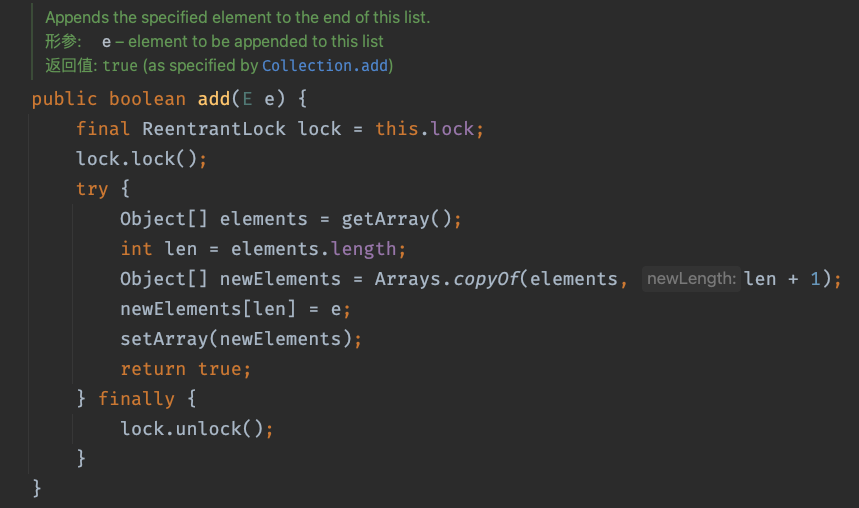 Appends the specified element to the end of this list.
形参: e – element to be appended to this list
返回值: true (as specified by Collection.add)
public boolean add(E e) {
    final ReentrantLock lock = this.lock;
    lock.lock();
    try {
        Object[] elements = getArray();
        int len = elements.length;
        Object[] newElements = Arrays.copyOf(elements, newLength: len + 1);
        newElements[len] = e;
        setArray(newElements);
        return true;
    } finally {
        lock.unlock();
    }
}